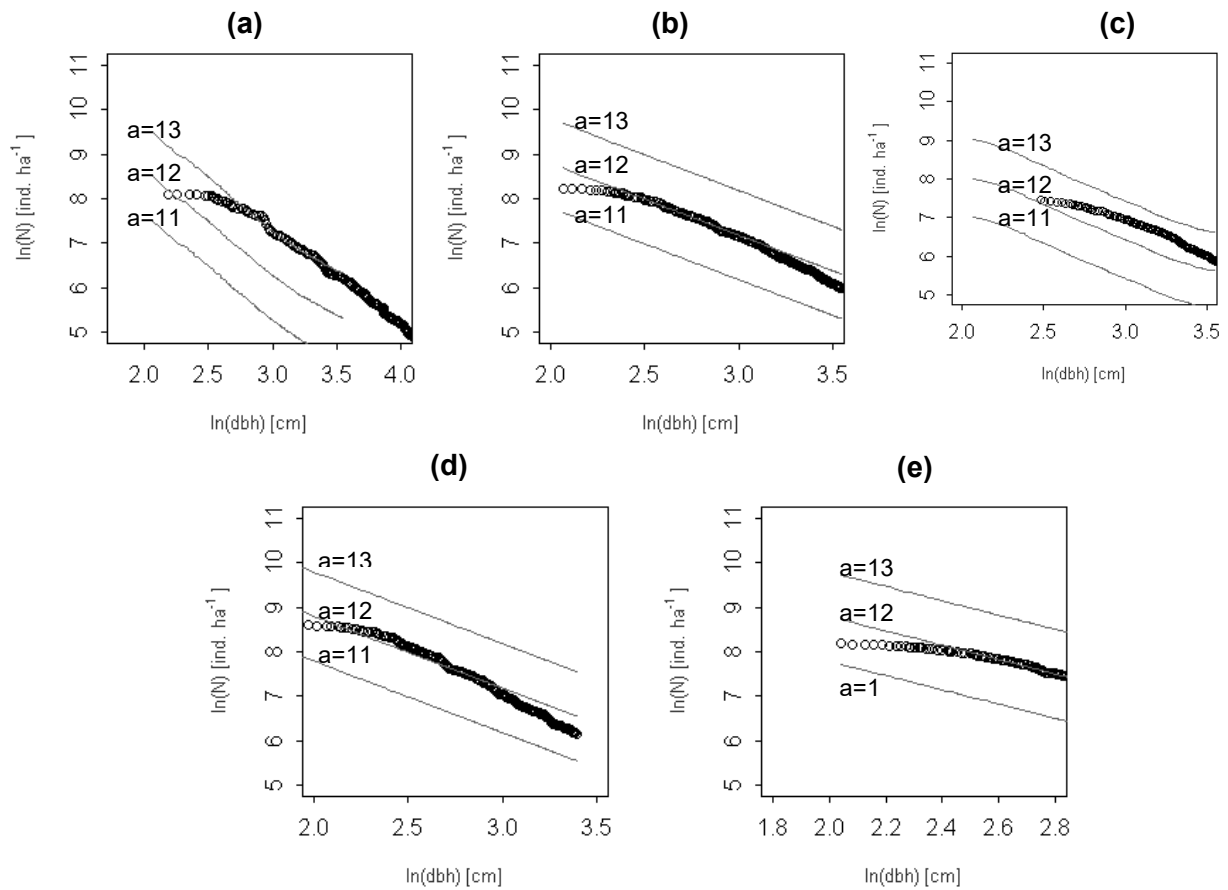 (a)
11
10
9
8
7
6
5
ln(N) [ind. ha⁻¹ ]
a=13
a=12
a=11
2.0 2.5 3.0 3.5 4.0
ln(dbh) [cm]
(b)
11
10
9
8
7
6
5
ln(N) [ind. ha⁻¹ ]
a=13
a=12
a=11
2.0 2.5 3.0 3.5
ln(dbh) [cm]
(c)
11
10
9
8
7
6
5
ln(N) [ind. ha⁻¹ ]
a=13
a=12
a=11
2.0 2.5 3.0 3.5
ln(dbh) [cm]
(d)
11
10
9
8
7
6
5
ln(N) [ind. ha⁻¹ ]
a=13
a=12
a=11
2.0 2.5 3.0 3.5
ln(dbh) [cm]
(e)
11
10
9
8
7
6
5
ln(N) [ind. ha⁻¹ ]
a=13
a=12
a=1
1.8 2.0 2.2 2.4 2.6 2.8
ln(dbh) [cm]